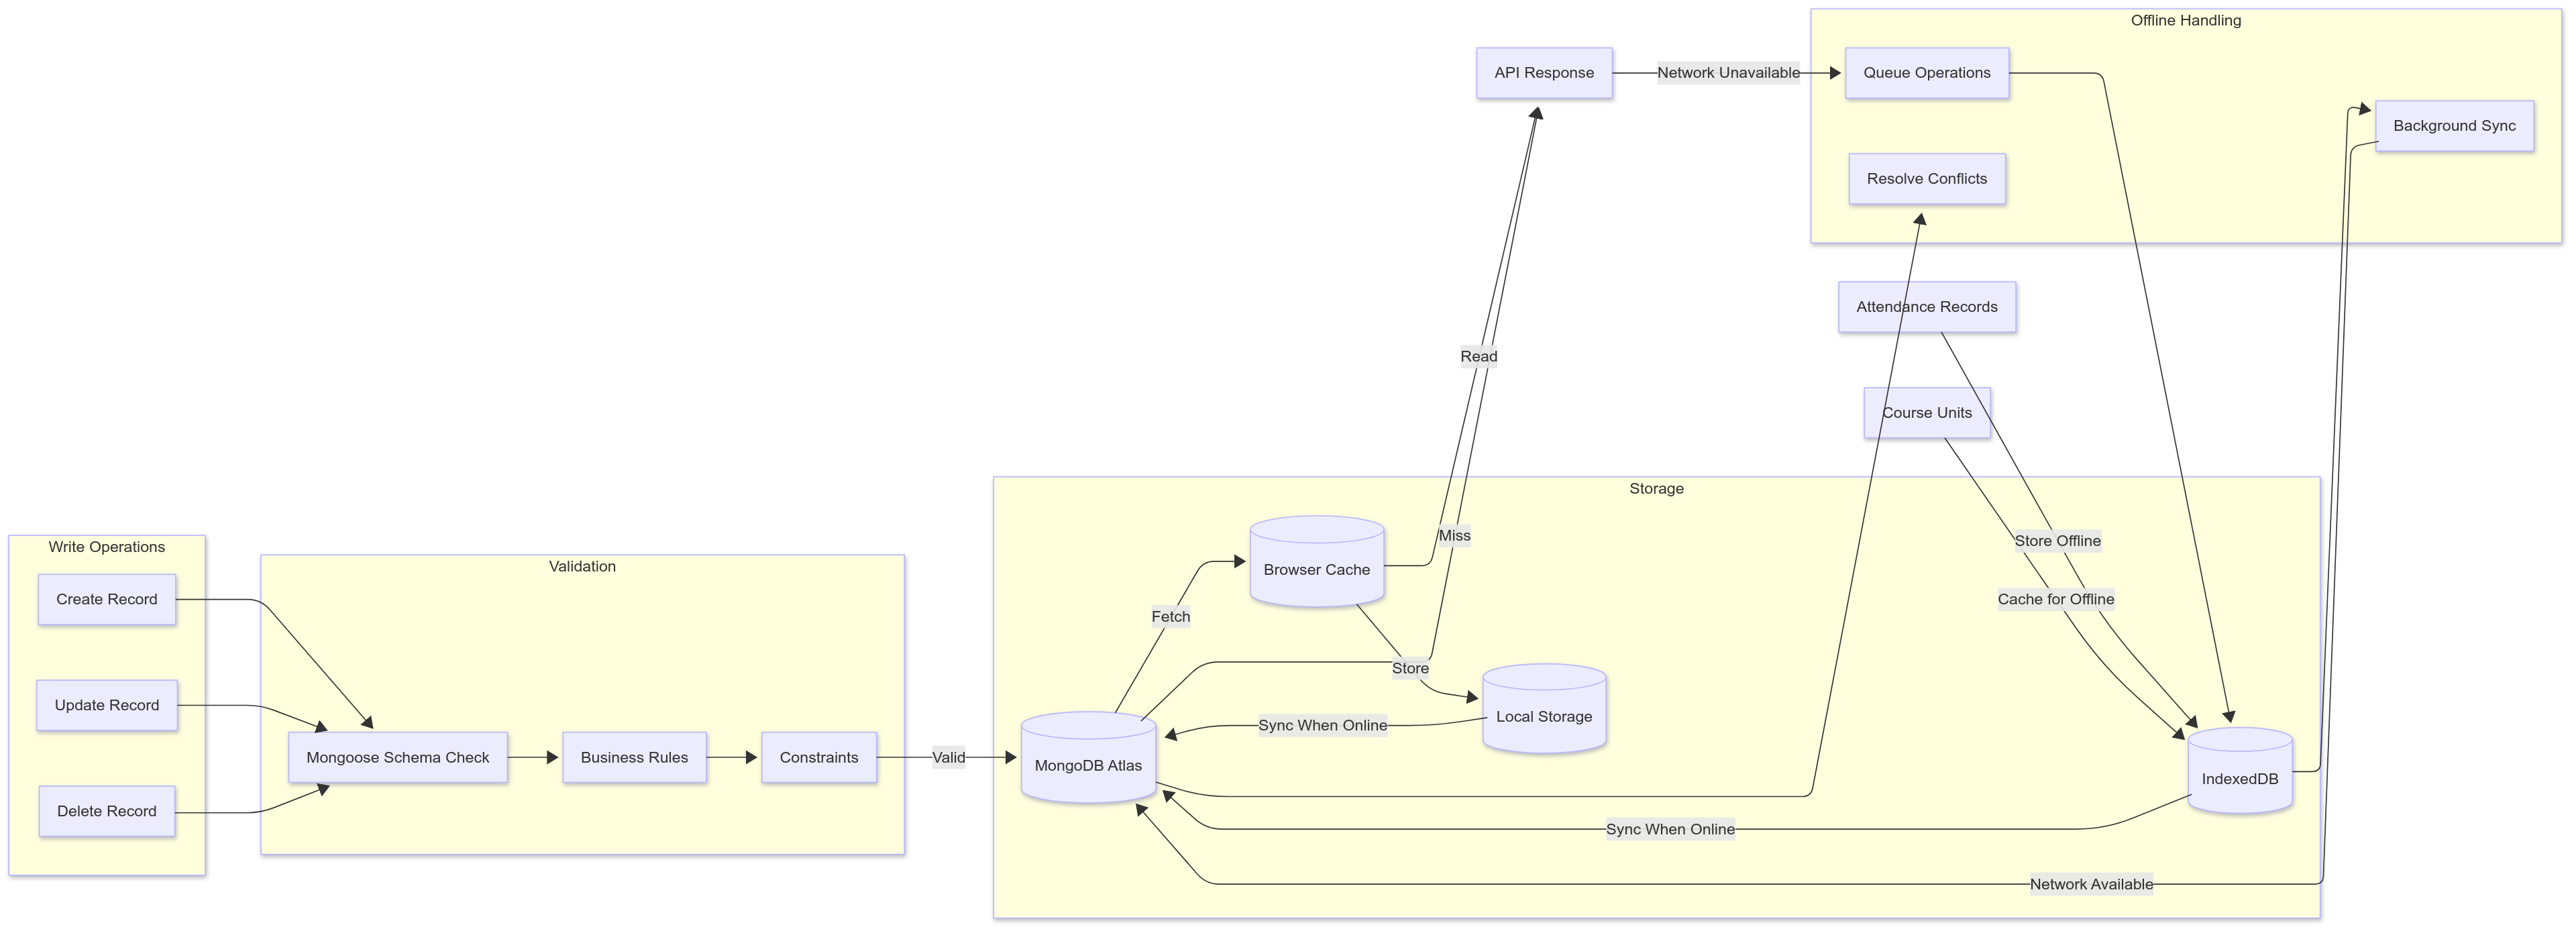 Offline Handling
API Response
Network Unavailable
Queue Operations
Background Sync
Resolve Conflicts
Attendance Records
Read
Course Units
Storage
Miss
Store Offline
Write Operations
Validation
Browser Cache
Create Record
Cache for Offline
Fetch
Store
Update Record
Local Storage
Sync When Online
Mongoose Schema Check
Business Rules
Constraints
Valid
MongoDB Atlas
IndexedDB
Delete Record
Sync When Online
Network Available